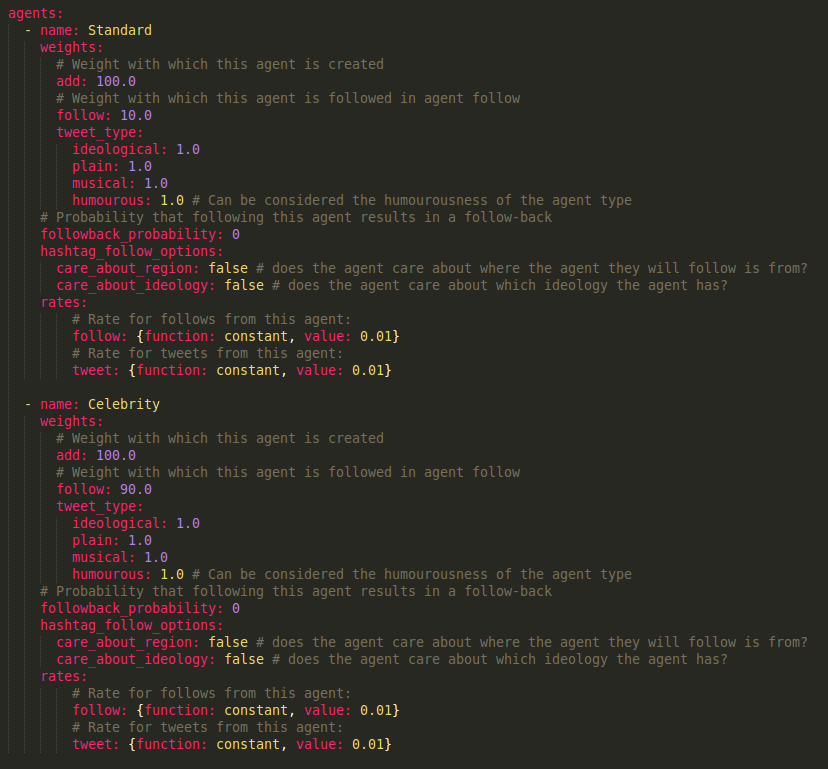 agents:
  - name: Standard
    weights:
      # Weight with which this agent is created
      add: 100.0
      # Weight with which this agent is followed in agent follow
      follow: 10.0
      tweet_type:
        ideological: 1.0
        plain: 1.0
        musical: 1.0
        humourous: 1.0 # Can be considered the humourousness of the agent type
    # Probability that following this agent results in a follow-back
    followback_probability: 0
    hashtag_follow_options:
      care_about_region: false # does the agent care about where the agent they will follow is from?
      care_about_ideology: false # does the agent care about which ideology the agent has?
    rates:
        # Rate for follows from this agent:
        follow: {function: constant, value: 0.01}
        # Rate for tweets from this agent:
        tweet: {function: constant, value: 0.01}

  - name: Celebrity
    weights:
      # Weight with which this agent is created
      add: 100.0
      # Weight with which this agent is followed in agent follow
      follow: 90.0
      tweet_type:
        ideological: 1.0
        plain: 1.0
        musical: 1.0
        humourous: 1.0 # Can be considered the humourousness of the agent type
    # Probability that following this agent results in a follow-back
    followback_probability: 0
    hashtag_follow_options:
      care_about_region: false # does the agent care about where the agent they will follow is from?
      care_about_ideology: false # does the agent care about which ideology the agent has?
    rates:
        # Rate for follows from this agent:
        follow: {function: constant, value: 0.01}
        # Rate for tweets from this agent:
        tweet: {function: constant, value: 0.01}